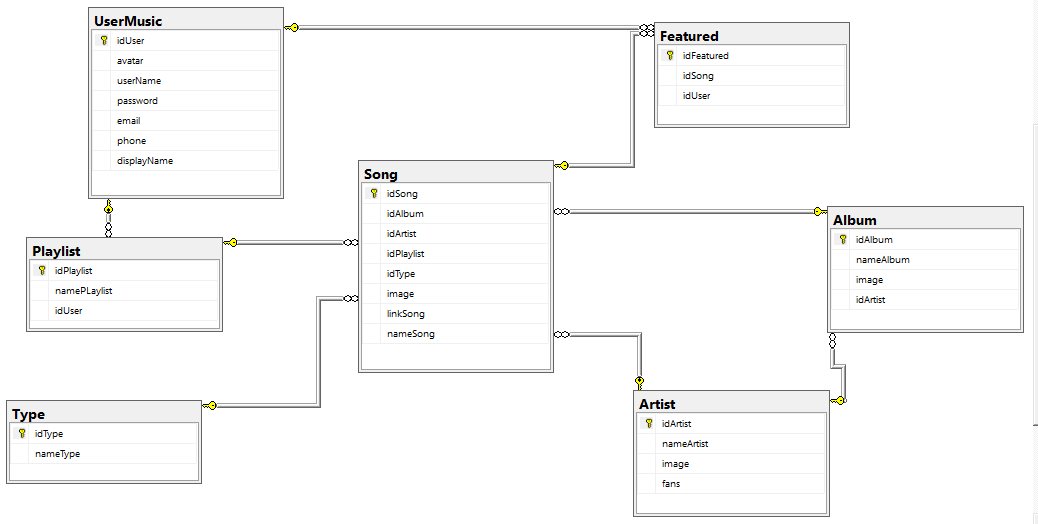 UserMusic
idUser
avatar
userName
password
email
phone
displayName
Featured
idFeatured
idSong
idUser
Song
idSong
idAlbum
idArtist
idPlaylist
idType
image
linkSong
nameSong
Album
idAlbum
nameAlbum
image
idArtist
Playlist
idPlaylist
namePLaylist
idUser
Type
idType
nameType
Artist
idArtist
nameArtist
image
fans